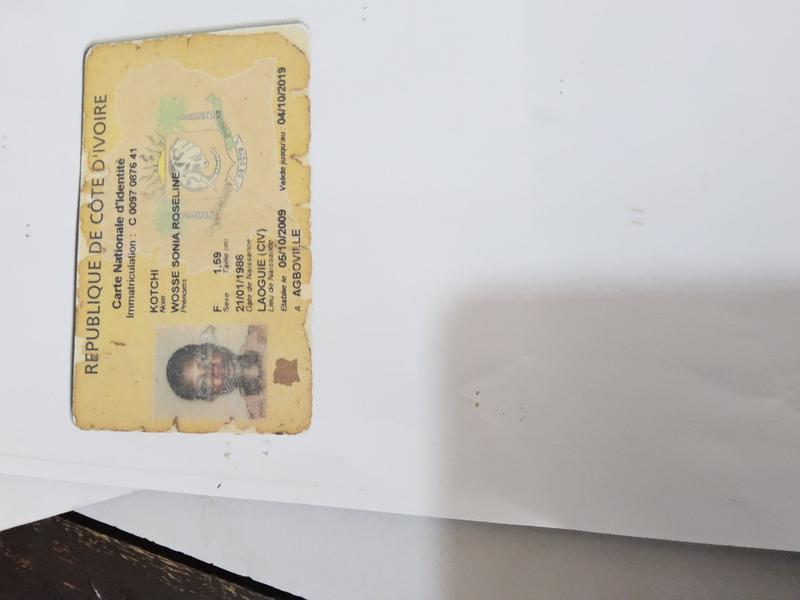 REPUBLIQUE DE CÔTE D'IVOIRE
Carte Nationale d'Identité
Immatriculation : C 0097 0876 41
KOTCHI
Nom
WOSSE SONIA ROSELINE
Prénoms
F 1,59
Sexe Taille (m)
21/01/1986
Date de Naissance
LAOGUIE (CIV)
Lieu de Naissance
Etablie le 05/10/2009 Valide jusqu'au : 04/10/2019
A AGBOVILLE